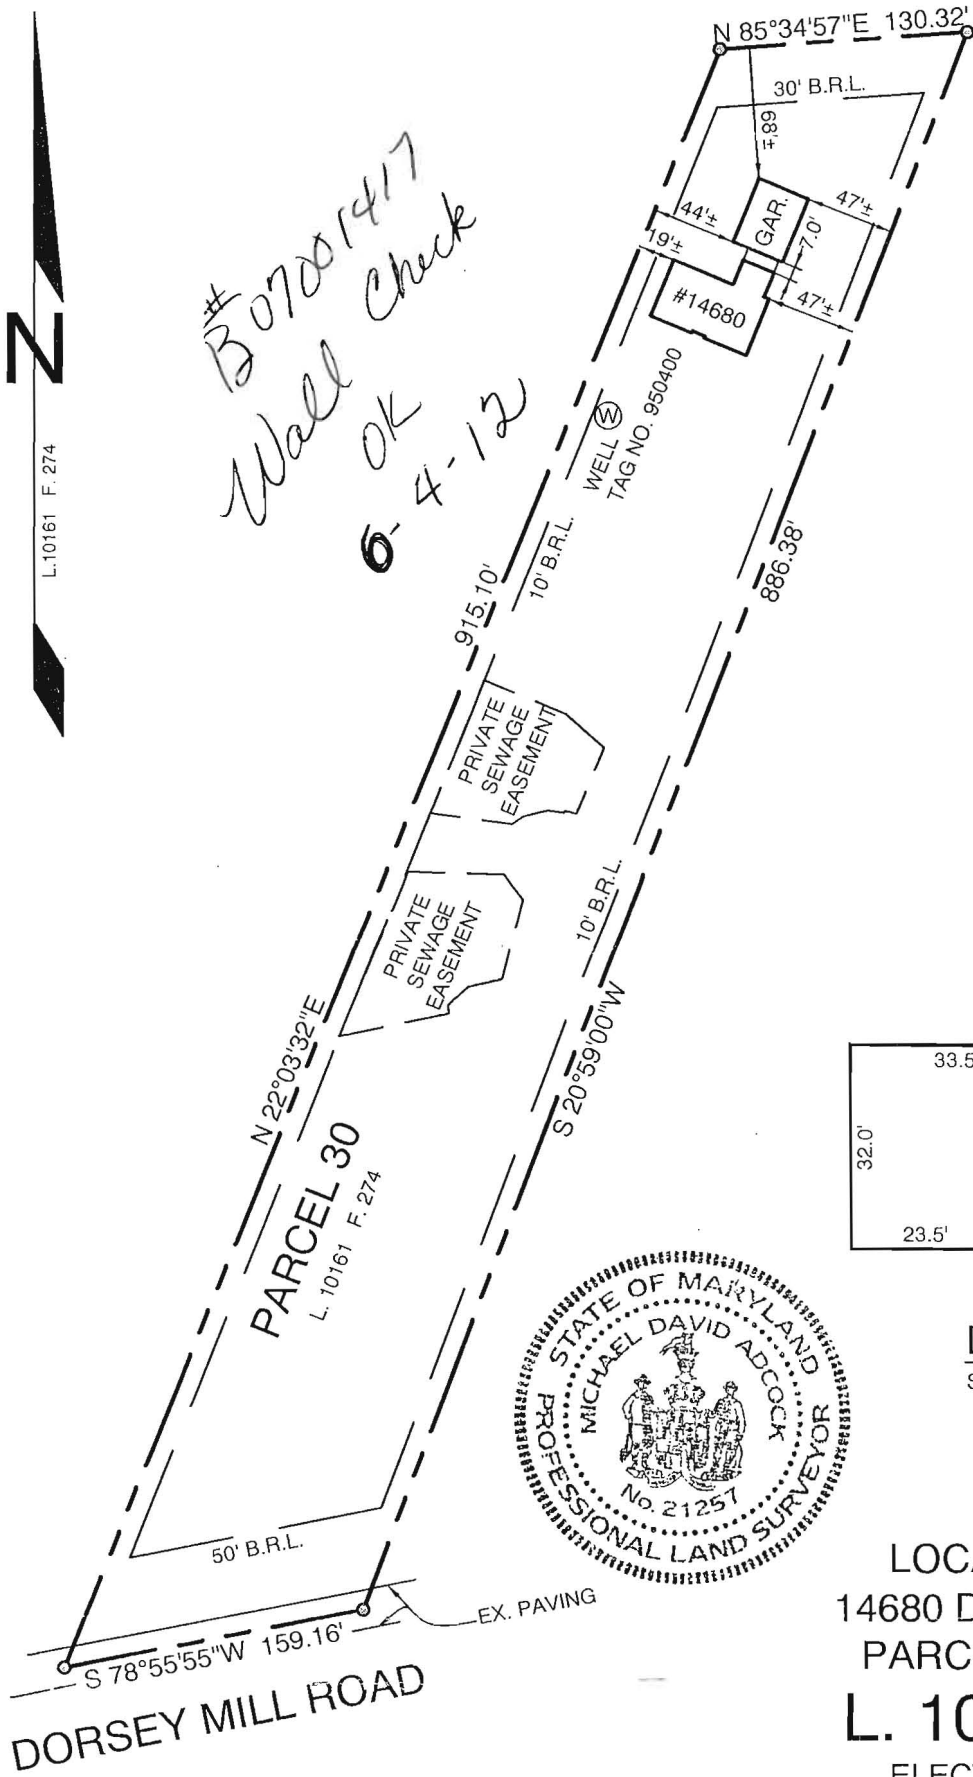 N 85°34'57"E 130.32'
30' B.R.L.
68'±
GAR.
47'±
44'±
7.0'
19'±
#14680
47'±
N
L.10161 F. 274
# B07001417
Wall Check
OK
6-4-12
WELL W
TAG NO. 950400
10' B.R.L.
915.10'
886.38'
PRIVATE
SEWAGE
EASEMENT
PRIVATE
SEWAGE
EASEMENT
10' B.R.L.
N 22°03'32"E
S 20°59'00"W
PARCEL 30
L. 10161 F. 274
33.5
32.0'
23.5'
STATE OF MARYLAND
MICHAEL DAVID ADCOCK
No. 21257
PROFESSIONAL LAND SURVEYOR
50' B.R.L.
EX. PAVING
S 78°55'55"W 159.16'
DORSEY MILL ROAD
LOCA
14680 D
PARC
L. 10
ELECT